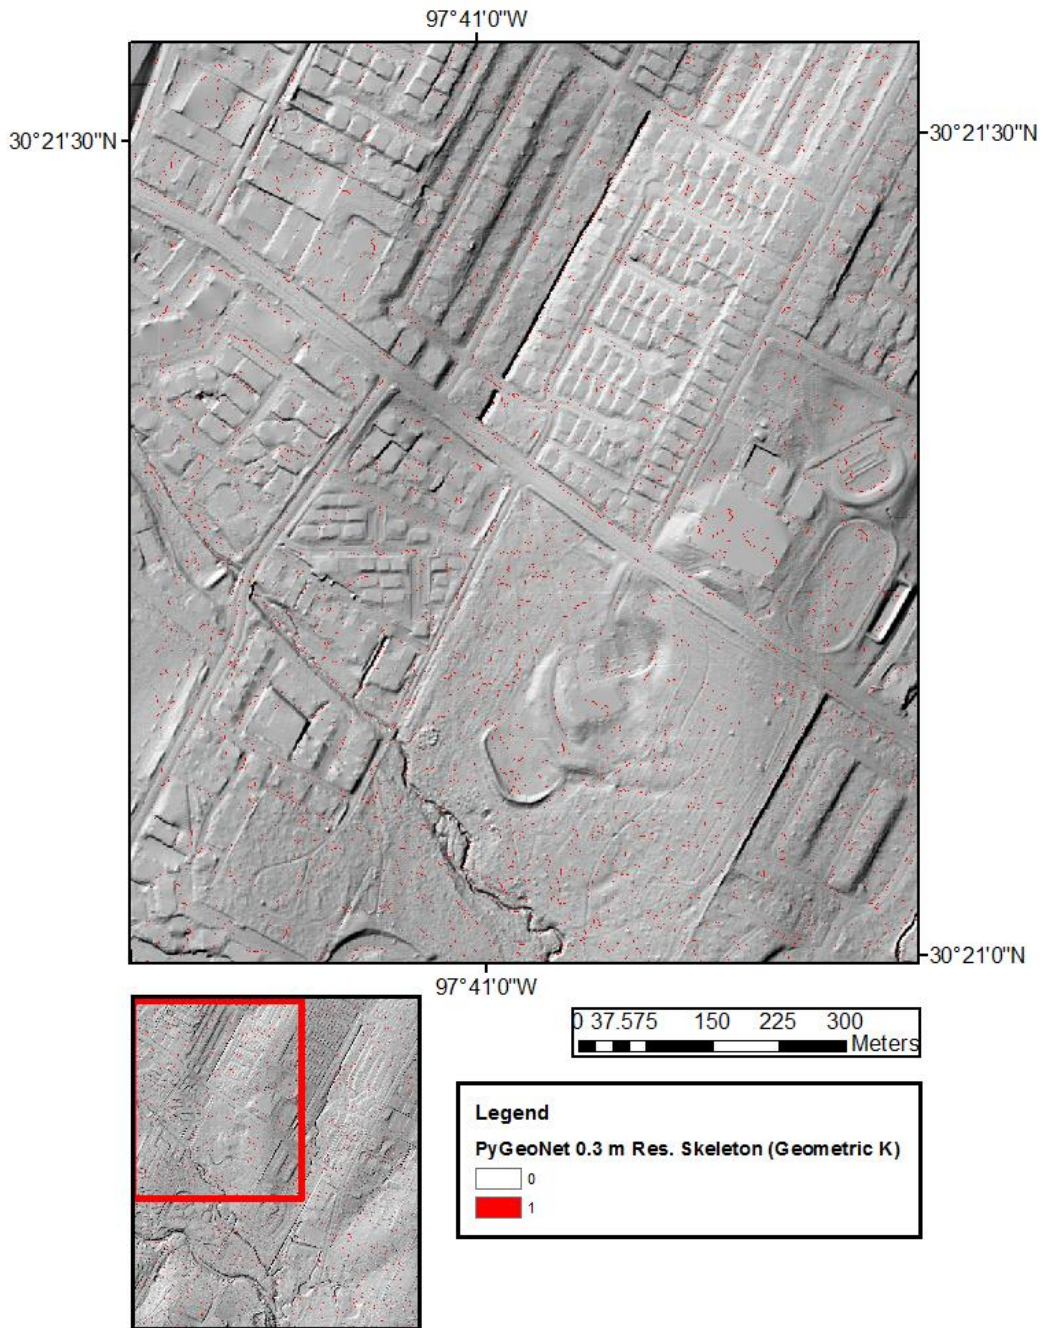 97°41'0"W
30°21'30"N
30°21'30"N
30°21'0"N
97°41'0"W
0 37.575 150 225 300
Meters
Legend
PyGeoNet 0.3 m Res. Skeleton (Geometric K)
0
1